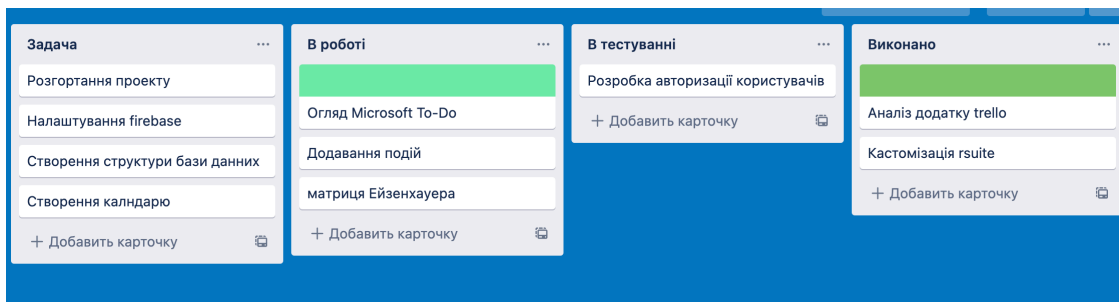 Задача
Розгортання проекту
Налаштування firebase
Створення структури бази данних
Створення калндарю
+ Добавить карточку
В роботі
Огляд Microsoft To-Do
Додавання подій
матриця Ейзенхауера
+ Добавить карточку
В тестуванні
Розробка авторизації користувачів
+ Добавить карточку
Виконано
Аналіз додатку trello
Кастомізація rsuite
+ Добавить карточку